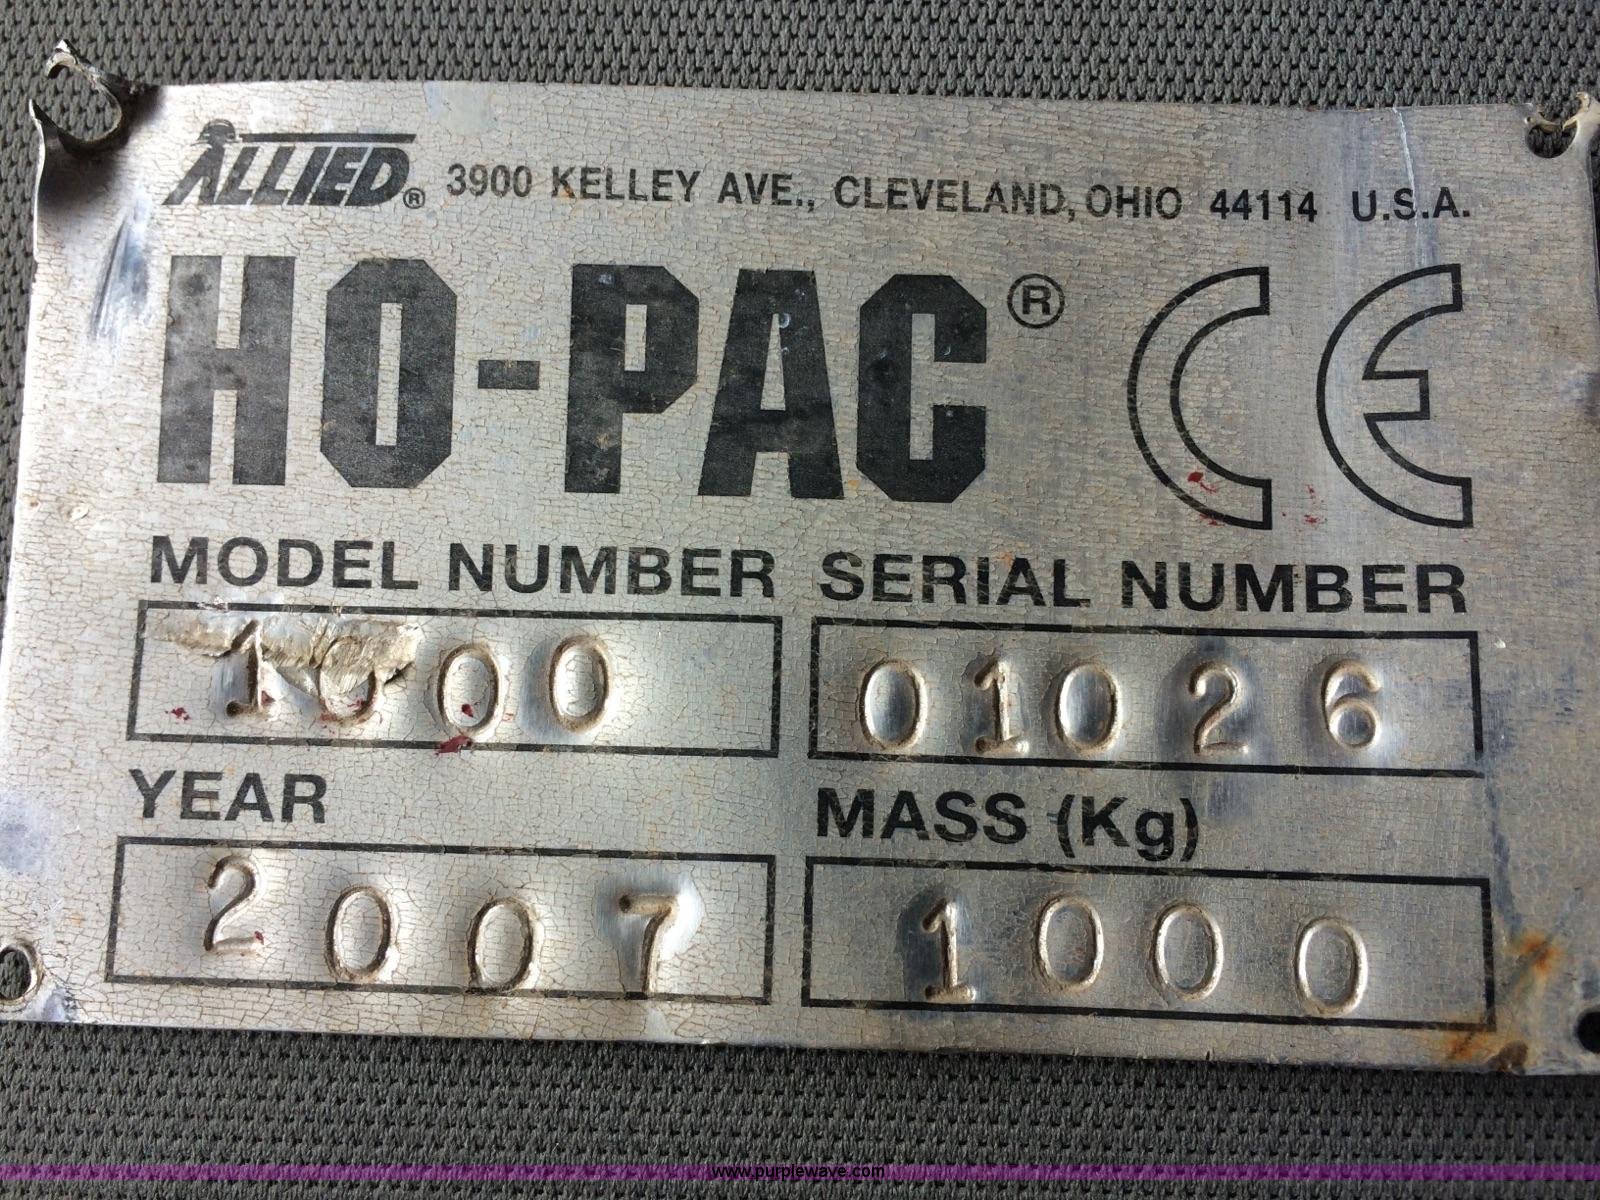 ALLIED® 3900 KELLEY AVE., CLEVELAND, OHIO 44114 U.S.A.
HO-PAC® CE
MODEL NUMBER SERIAL NUMBER
1000 01026
YEAR MASS (Kg)
2007 1000
www.purplewave.com